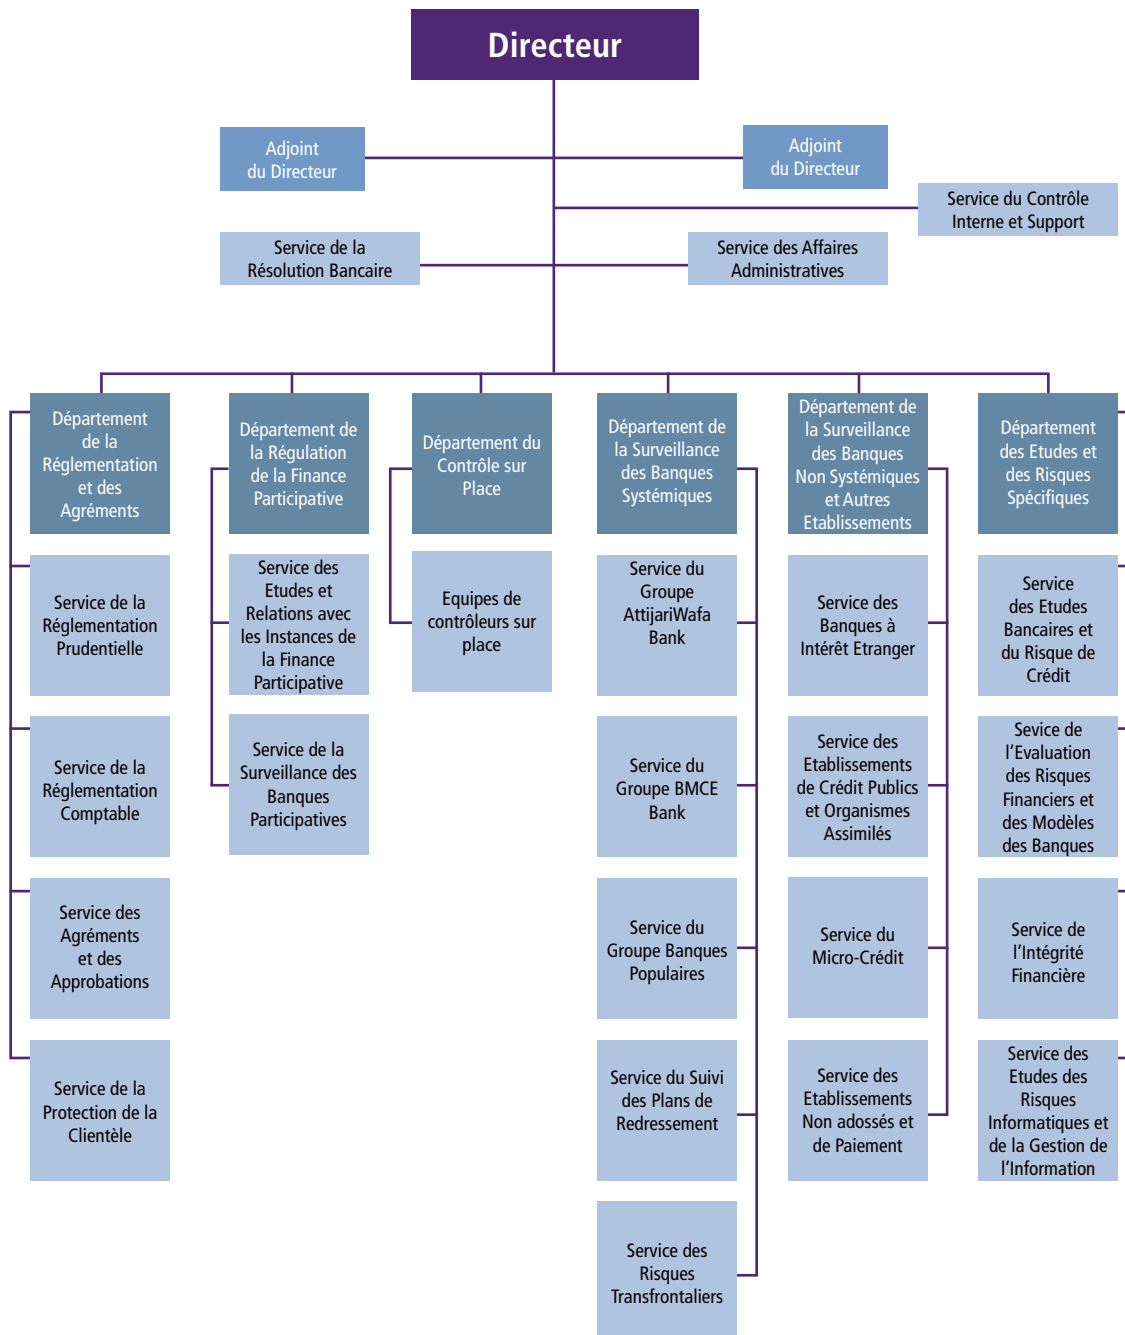 Directeur
Adjoint
du Directeur
Adjoint
du Directeur
Service du Contrôle
Interne et Support
Service de la
Résolution Bancaire
Service des Affaires
Administratives
Département
de la
Réglementation
et des
Agréments
Département de
la Régulation
de la Finance
Participative
Département du
Contrôle sur
Place
Département de
la Surveillance
des Banques
Systémiques
Département de
la Surveillance
des Banques
Non Systémiques
et Autres
Etablissements
Département
des Etudes et
des Risques
Spécifiques
Service de la
Réglementation
Prudentielle
Service des
Etudes et
Relations avec
les Instances de
la Finance
Participative
Equipes de
contrôleurs sur
place
Service du
Groupe
AttijariWafa
Bank
Service des
Banques à
Intérêt Etranger
Service
des Etudes
Bancaires et
du Risque de
Crédit
Service de la
Réglementation
Comptable
Service de la
Surveillance des
Banques
Participatives
Service du
Groupe BMCE
Bank
Service des
Etablissements
de Crédit Publics
et Organismes
Assimilés
Sevice de
l'Evaluation
des Risques
Financiers et
des Modèles
des Banques
Service des
Agréments
et des
Approbations
Service du
Groupe Banques
Populaires
Service du
Micro-Crédit
Service de
l'Intégrité
Financière
Service de la
Protection de la
Clientèle
Service du Suivi
des Plans de
Redressement
Service des
Etablissements
Non adossés et
de Paiement
Service des
Etudes des
Risques
Informatiques et
de la Gestion de
l'Information
Service des
Risques
Transfrontaliers